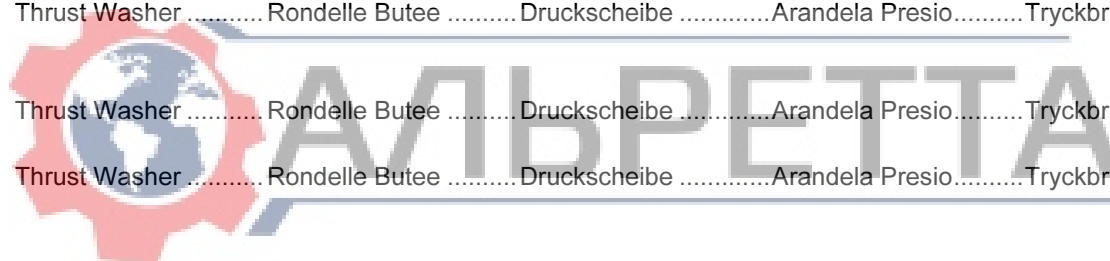 Thrust Washer ........... Rondelle Butee .......... Druckscheibe ............. Arandela Presio.......... Tryckbr
АЛЬРЕТТА
Thrust Washer ........... Rondelle Butee .......... Druckscheibe ............. Arandela Presio.......... Tryckbr
Thrust Washer ........... Rondelle Butee .......... Druckscheibe ............. Arandela Presio.......... Tryckbr